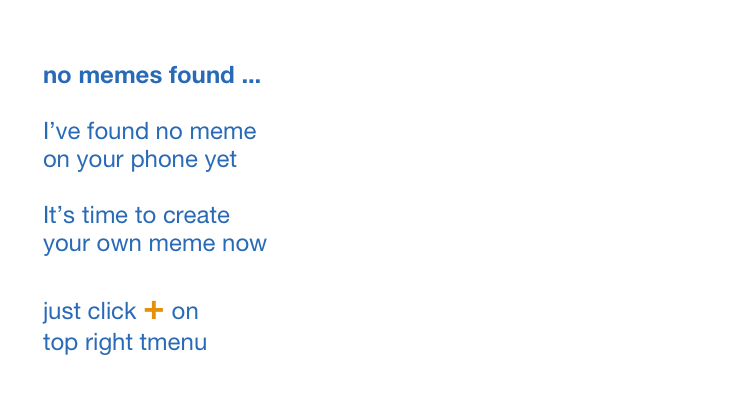 no memes found ...
I’ve found no meme
on your phone yet
It’s time to create
your own meme now
just click + on
top right tmenu